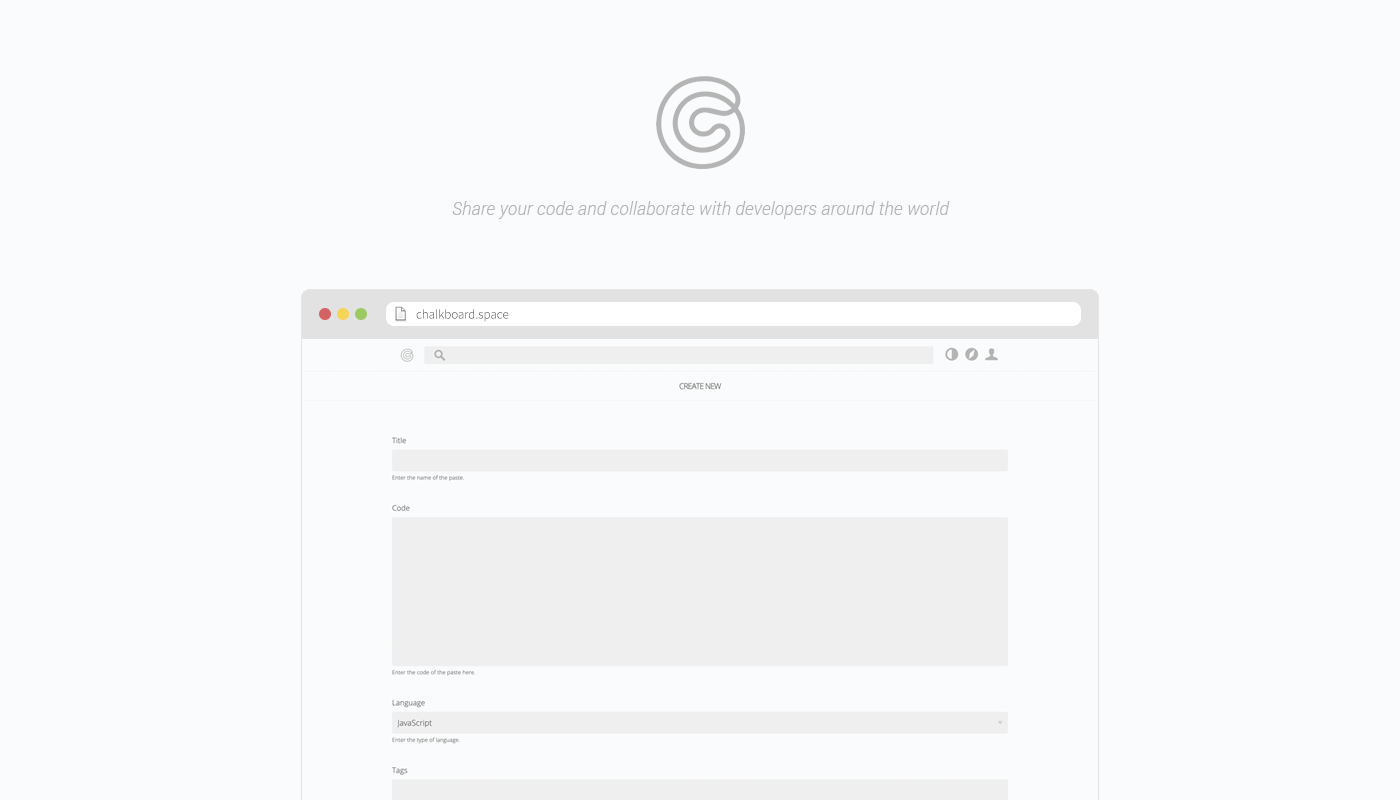 Share your code and collaborate with developers around the world
chalkboard.space
CREATE NEW
Title
Enter the name of the paste.
Code
Enter the code of the paste here.
Language
JavaScript
Enter the type of language.
Tags